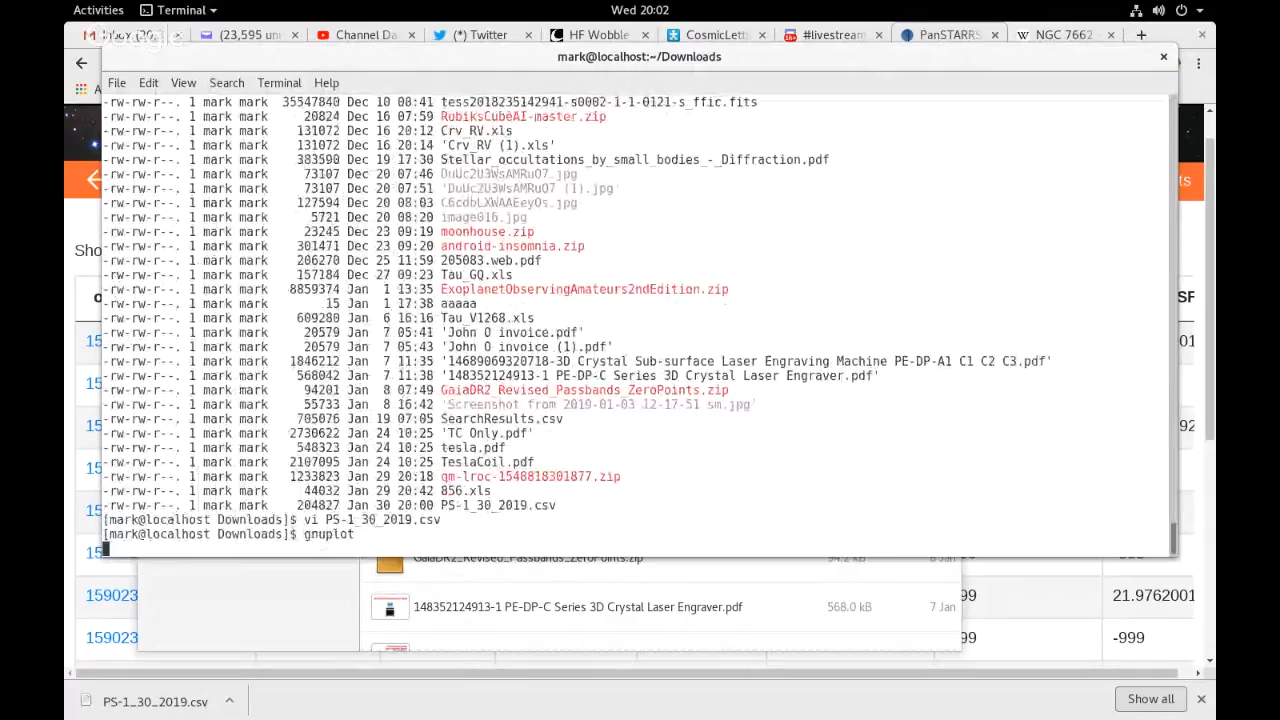 Activities Terminal Wed 20:02
Inbox (20, (23,595 un Channel Da (*) Twitter HF Wobble CosmicLett #livestream PanSTARRS NGC 7662
Google
mark@localhost:~/Downloads
File Edit View Search Terminal Help
-rw-rw-r--. 1 mark mark 35547840 Dec 10 08:41 tess2018235142941-s0002-1-1-0121-s_ffic.fits
-rw-rw-r--. 1 mark mark 20824 Dec 16 07:59 RubiksCubeAI-master.zip
-rw-rw-r--. 1 mark mark 131072 Dec 16 20:12 Crv_RV.xls
-rw-rw-r--. 1 mark mark 131072 Dec 16 20:14 'Crv_RV (1).xls'
-rw-rw-r--. 1 mark mark 383590 Dec 19 17:30 Stellar_occultations_by_small_bodies_-_Diffraction.pdf
-rw-rw-r--. 1 mark mark 73107 Dec 20 07:46 DuUc2U3WsAMRuO7.jpg
-rw-rw-r--. 1 mark mark 73107 Dec 20 07:51 'DuUc2U3WsAMRuO7 (1).jpg'
-rw-rw-r--. 1 mark mark 127594 Dec 20 08:03 C6cdbLXWAAEeyOs.jpg
-rw-rw-r--. 1 mark mark 5721 Dec 20 08:20 image016.jpg
-rw-rw-r--. 1 mark mark 23245 Dec 23 09:19 moonhouse.zip
-rw-rw-r--. 1 mark mark 301471 Dec 23 09:20 android-insomnia.zip
-rw-rw-r--. 1 mark mark 206270 Dec 25 11:59 205083.web.pdf
-rw-rw-r--. 1 mark mark 157184 Dec 27 09:23 Tau_GQ.xls
-rw-rw-r--. 1 mark mark 8859374 Jan 1 13:35 ExoplanetObservingAmateurs2ndEdition.zip
-rw-rw-r--. 1 mark mark 15 Jan 1 17:38 aaaaa
-rw-rw-r--. 1 mark mark 609280 Jan 6 16:16 Tau_V1268.xls
-rw-rw-r--. 1 mark mark 20579 Jan 7 05:41 'John O invoice.pdf'
-rw-rw-r--. 1 mark mark 20579 Jan 7 05:43 'John O invoice (1).pdf'
-rw-rw-r--. 1 mark mark 1846212 Jan 7 11:35 '14689069320718-3D Crystal Sub-surface Laser Engraving Machine PE-DP-A1 C1 C2 C3.pdf'
-rw-rw-r--. 1 mark mark 568042 Jan 7 11:38 '148352124913-1 PE-DP-C Series 3D Crystal Laser Engraver.pdf'
-rw-rw-r--. 1 mark mark 94201 Jan 8 07:49 GaiaDR2_Revised_Passbands_ZeroPoints.zip
-rw-rw-r--. 1 mark mark 55733 Jan 8 16:42 'Screenshot from 2019-01-03 12-17-51 sm.jpg'
-rw-rw-r--. 1 mark mark 705076 Jan 19 07:05 SearchResults.csv
-rw-rw-r--. 1 mark mark 2730622 Jan 24 10:25 'TC Only.pdf'
-rw-rw-r--. 1 mark mark 548323 Jan 24 10:25 tesla.pdf
-rw-rw-r--. 1 mark mark 2107095 Jan 24 10:25 TeslaCoil.pdf
-rw-rw-r--. 1 mark mark 1233823 Jan 29 20:18 qm-lroc-1548818301877.zip
-rw-rw-r--. 1 mark mark 44032 Jan 29 20:42 856.xls
-rw-rw-r--. 1 mark mark 204827 Jan 30 20:00 PS-1_30_2019.csv
[mark@localhost Downloads]$ vi PS-1_30_2019.csv
[mark@localhost Downloads]$ gnuplot
Sho
ts
GaiaDR2_Revised_Passbands_ZeroPoints.zip 94.2 kB 8 Jan
159023 148352124913-1 PE-DP-C Series 3D Crystal Laser Engraver.pdf 568.0 kB 7 Jan 99 21.9762001
159023 99 -999
PS-1_30_2019.csv Show all